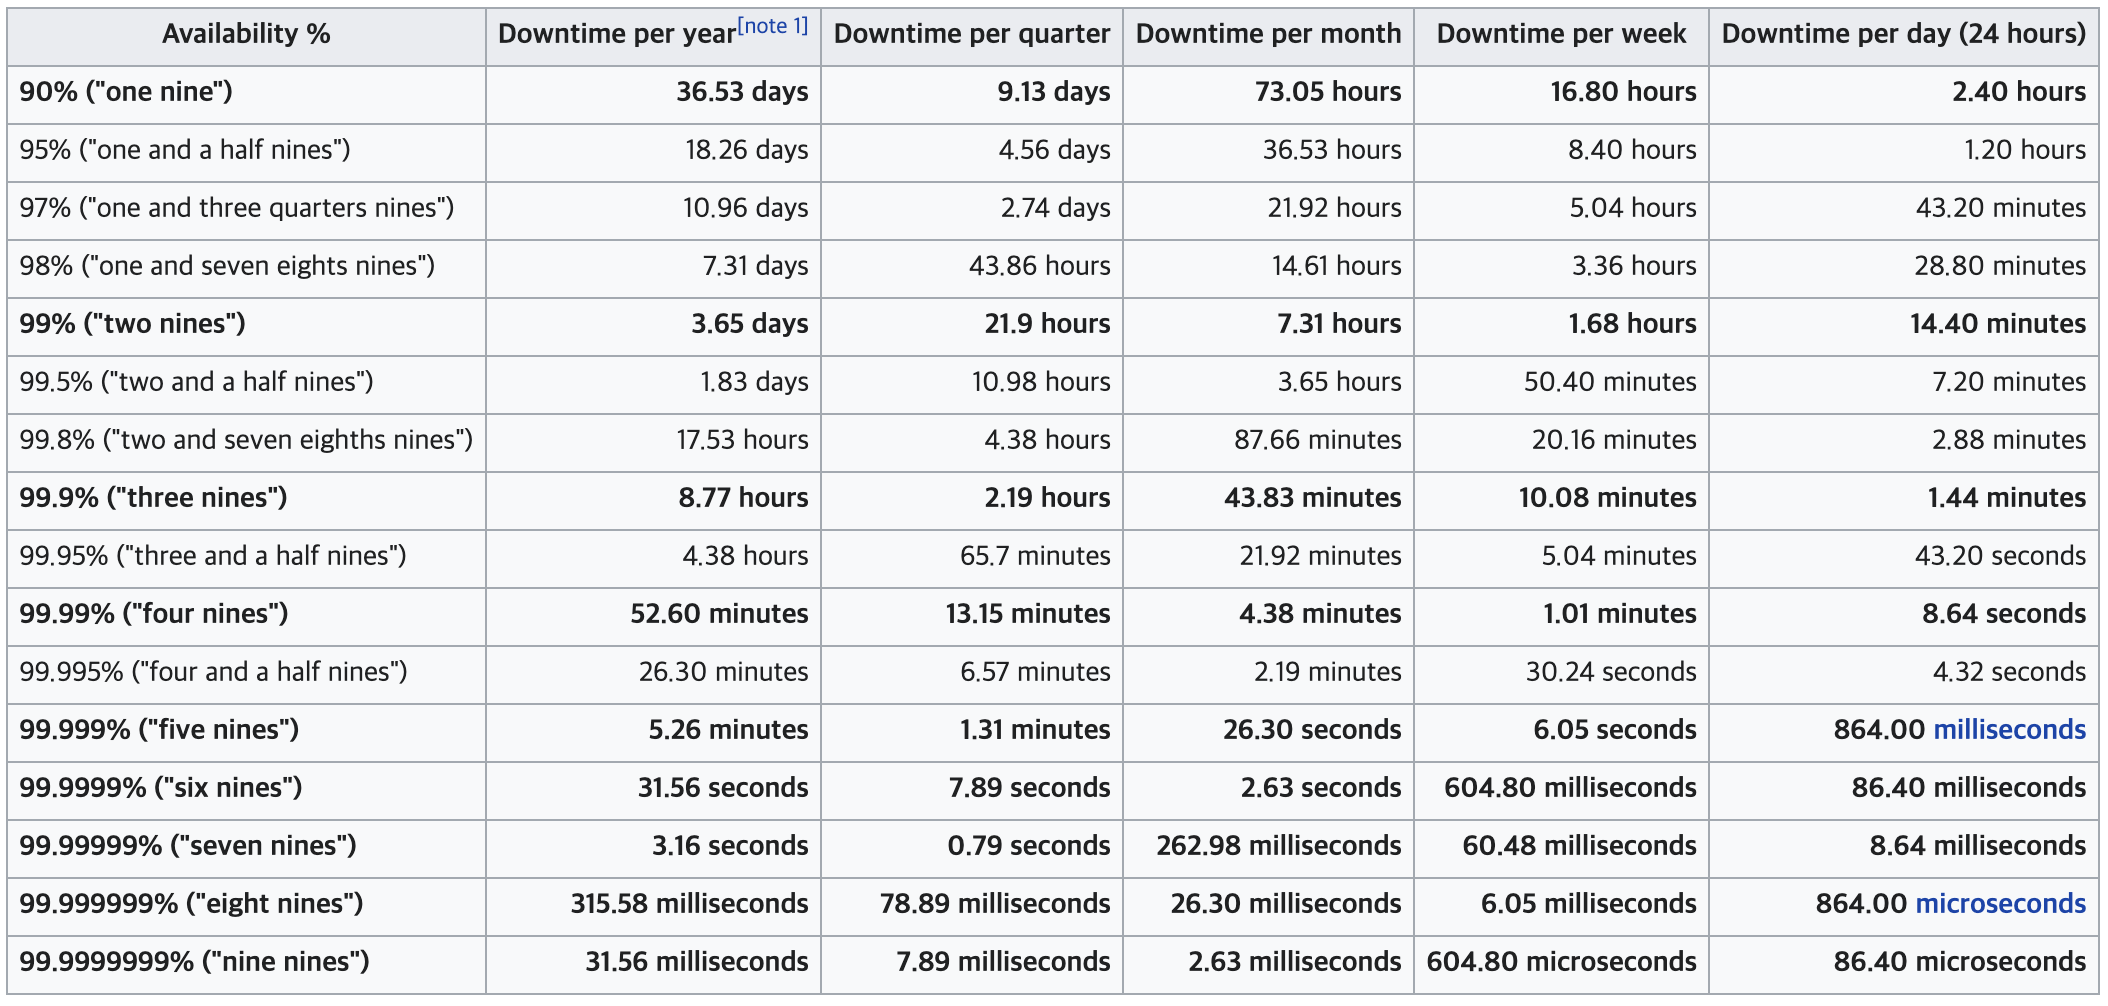 Availability % Downtime per year[note 1] Downtime per quarter Downtime per month Downtime per week Downtime per day (24 hours)
90% ("one nine") 36.53 days 9.13 days 73.05 hours 16.80 hours 2.40 hours
95% ("one and a half nines") 18.26 days 4.56 days 36.53 hours 8.40 hours 1.20 hours
97% ("one and three quarters nines") 10.96 days 2.74 days 21.92 hours 5.04 hours 43.20 minutes
98% ("one and seven eights nines") 7.31 days 43.86 hours 14.61 hours 3.36 hours 28.80 minutes
99% ("two nines") 3.65 days 21.9 hours 7.31 hours 1.68 hours 14.40 minutes
99.5% ("two and a half nines") 1.83 days 10.98 hours 3.65 hours 50.40 minutes 7.20 minutes
99.8% ("two and seven eighths nines") 17.53 hours 4.38 hours 87.66 minutes 20.16 minutes 2.88 minutes
99.9% ("three nines") 8.77 hours 2.19 hours 43.83 minutes 10.08 minutes 1.44 minutes
99.95% ("three and a half nines") 4.38 hours 65.7 minutes 21.92 minutes 5.04 minutes 43.20 seconds
99.99% ("four nines") 52.60 minutes 13.15 minutes 4.38 minutes 1.01 minutes 8.64 seconds
99.995% ("four and a half nines") 26.30 minutes 6.57 minutes 2.19 minutes 30.24 seconds 4.32 seconds
99.999% ("five nines") 5.26 minutes 1.31 minutes 26.30 seconds 6.05 seconds 864.00 milliseconds
99.9999% ("six nines") 31.56 seconds 7.89 seconds 2.63 seconds 604.80 milliseconds 86.40 milliseconds
99.99999% ("seven nines") 3.16 seconds 0.79 seconds 262.98 milliseconds 60.48 milliseconds 8.64 milliseconds
99.999999% ("eight nines") 315.58 milliseconds 78.89 milliseconds 26.30 milliseconds 6.05 milliseconds 864.00 microseconds
99.9999999% ("nine nines") 31.56 milliseconds 7.89 milliseconds 2.63 milliseconds 604.80 microseconds 86.40 microseconds